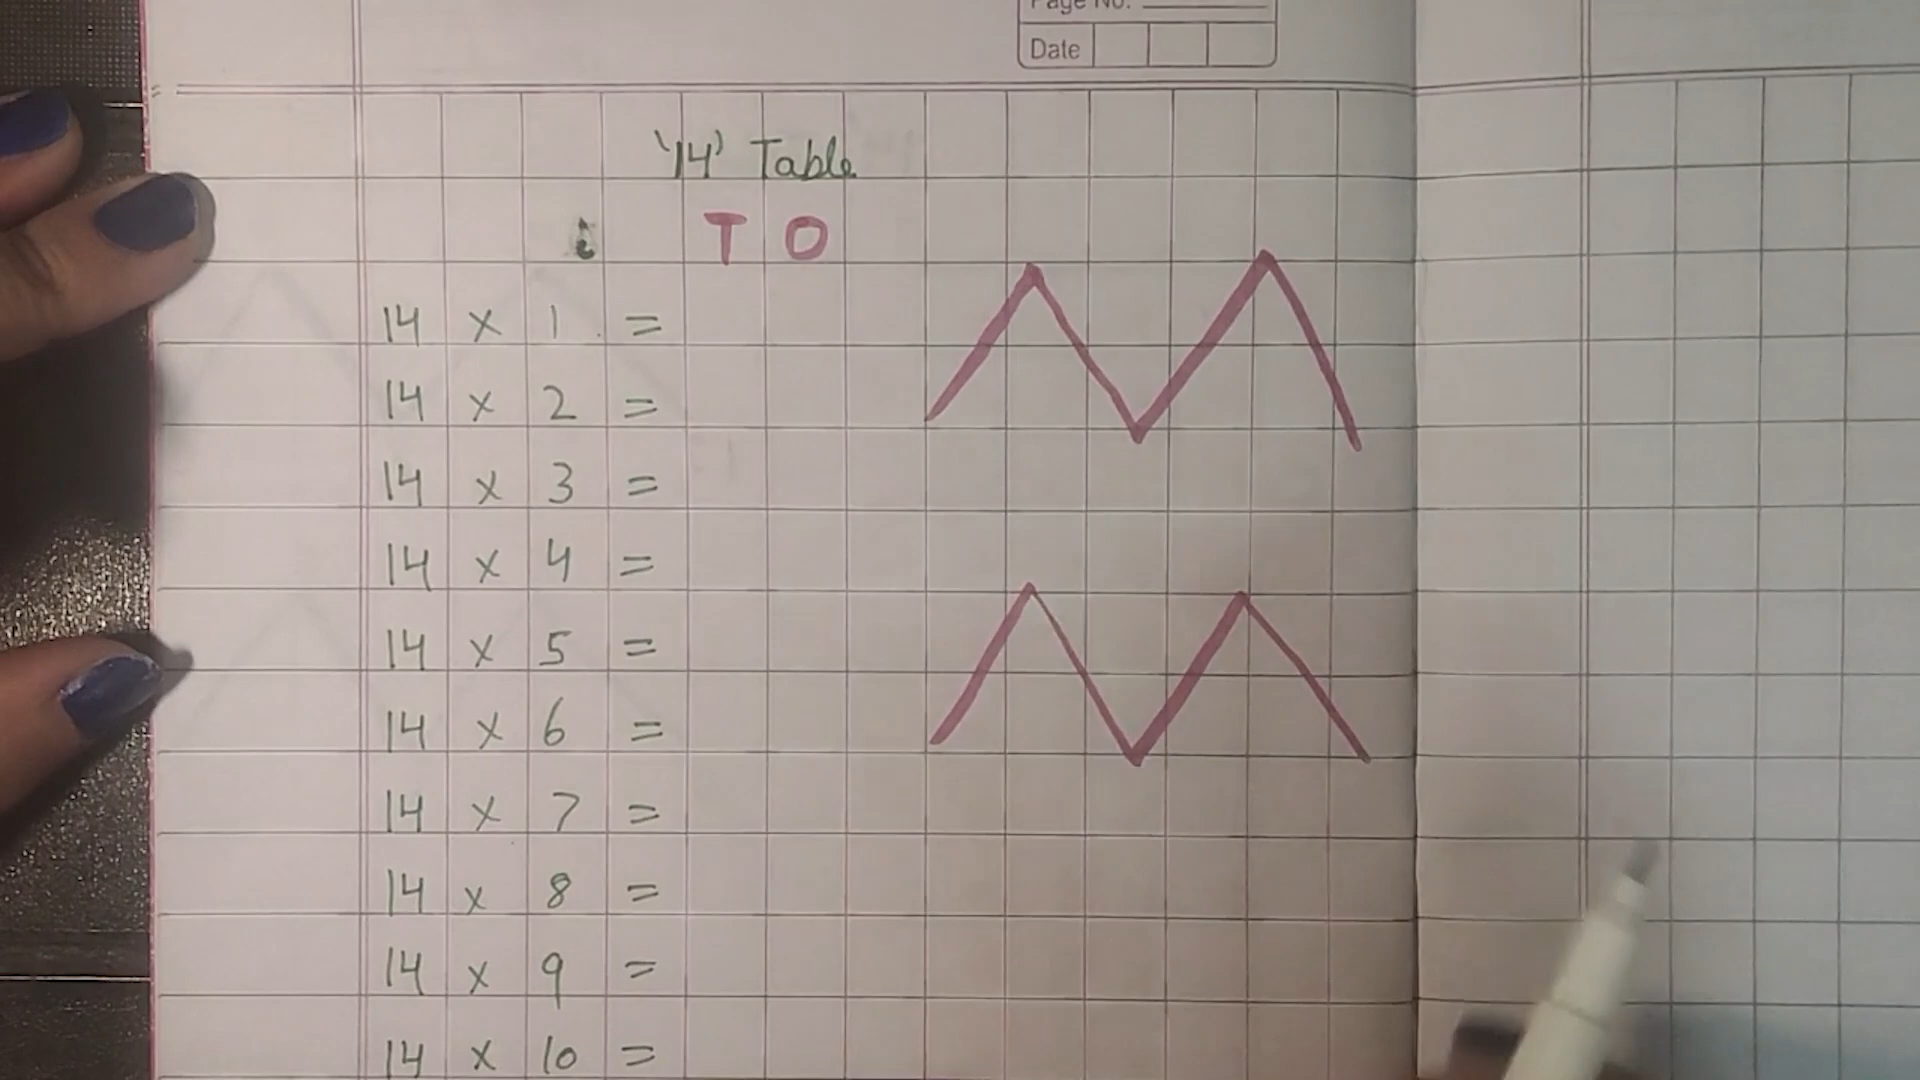 Page No.
Date
'14' Table
T O
14 × 1 =
14 × 2 =
14 × 3 =
14 × 4 =
14 × 5 =
14 × 6 =
14 × 7 =
14 × 8 =
14 × 9 =
14 × 10 =